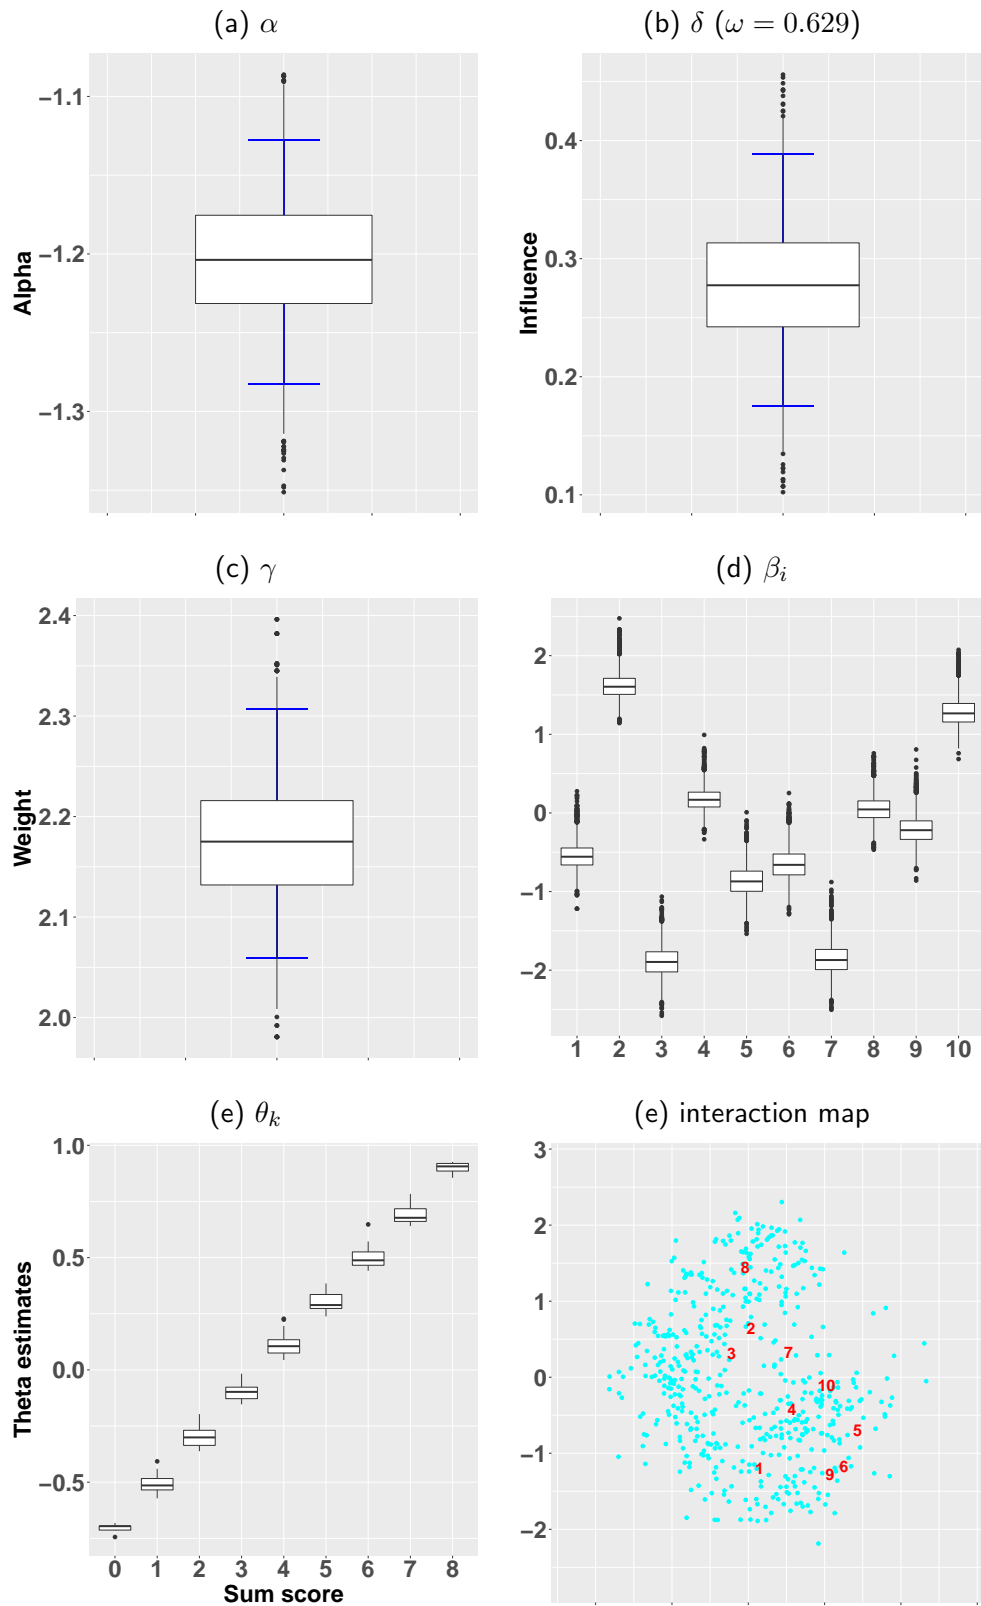 (a) α
−1.1
−1.2
−1.3
Alpha
(b) δ (ω = 0.629)
0.4
0.3
0.2
0.1
Influence
(c) γ
2.4
2.3
2.2
2.1
2.0
Weight
(d) βᵢ
2
1
0
−1
−2
1 2 3 4 5 6 7 8 9 10
(e) θₖ
1.0
0.5
0.0
−0.5
Theta estimates
0 1 2 3 4 5 6 7 8
Sum score
(e) interaction map
3
2
1
0
−1
−2
8
2
3 7
10
4
5
1 6
9